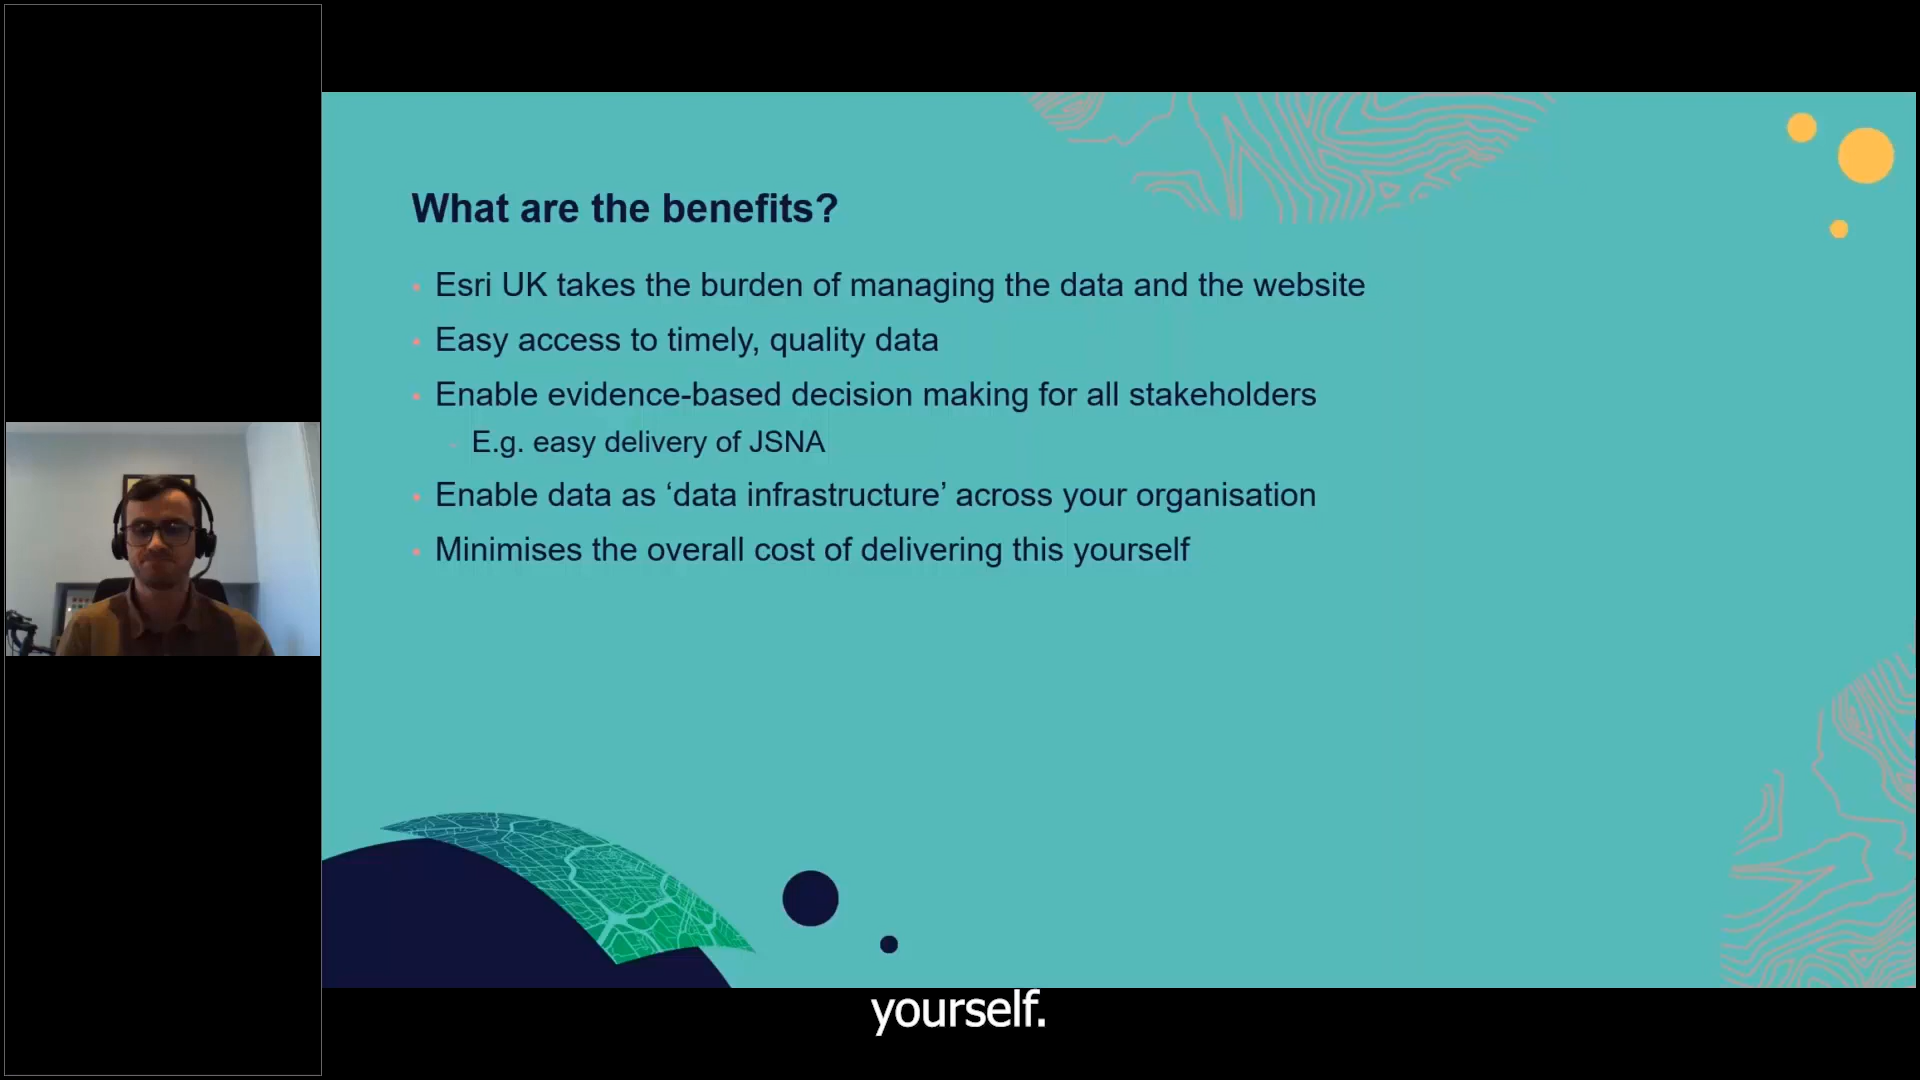 What are the benefits?
• Esri UK takes the burden of managing the data and the website
• Easy access to timely, quality data
• Enable evidence-based decision making for all stakeholders
- E.g. easy delivery of JSNA
• Enable data as ‘data infrastructure’ across your organisation
• Minimises the overall cost of delivering this yourself
yourself.